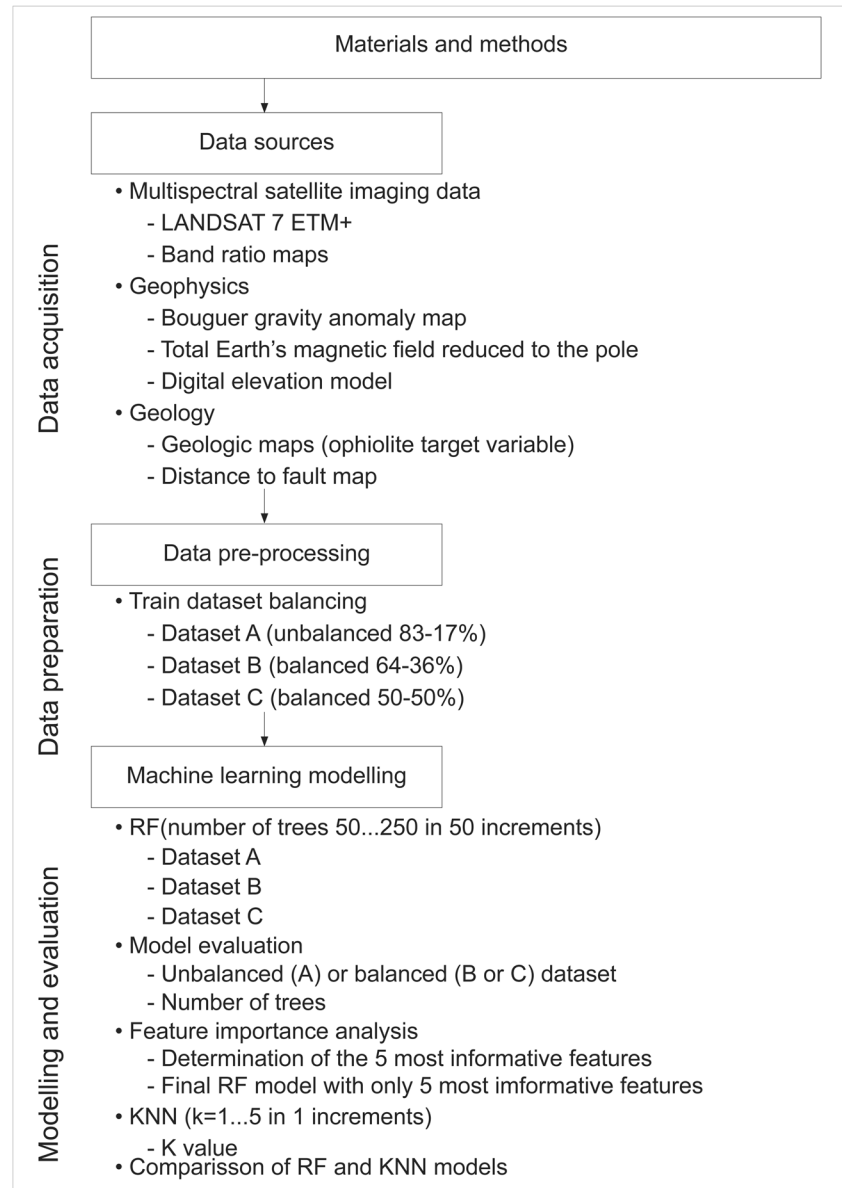 Materials and methods
Data acquisition
Data sources
• Multispectral satellite imaging data
- LANDSAT 7 ETM+
- Band ratio maps
• Geophysics
- Bouguer gravity anomaly map
- Total Earth's magnetic field reduced to the pole
- Digital elevation model
• Geology
- Geologic maps (ophiolite target variable)
- Distance to fault map
Data preparation
Data pre-processing
• Train dataset balancing
- Dataset A (unbalanced 83-17%)
- Dataset B (balanced 64-36%)
- Dataset C (balanced 50-50%)
Modelling and evaluation
Machine learning modelling
• RF(number of trees 50...250 in 50 increments)
- Dataset A
- Dataset B
- Dataset C
• Model evaluation
- Unbalanced (A) or balanced (B or C) dataset
- Number of trees
• Feature importance analysis
- Determination of the 5 most informative features
- Final RF model with only 5 most imformative features
• KNN (k=1...5 in 1 increments)
- K value
• Comparisson of RF and KNN models